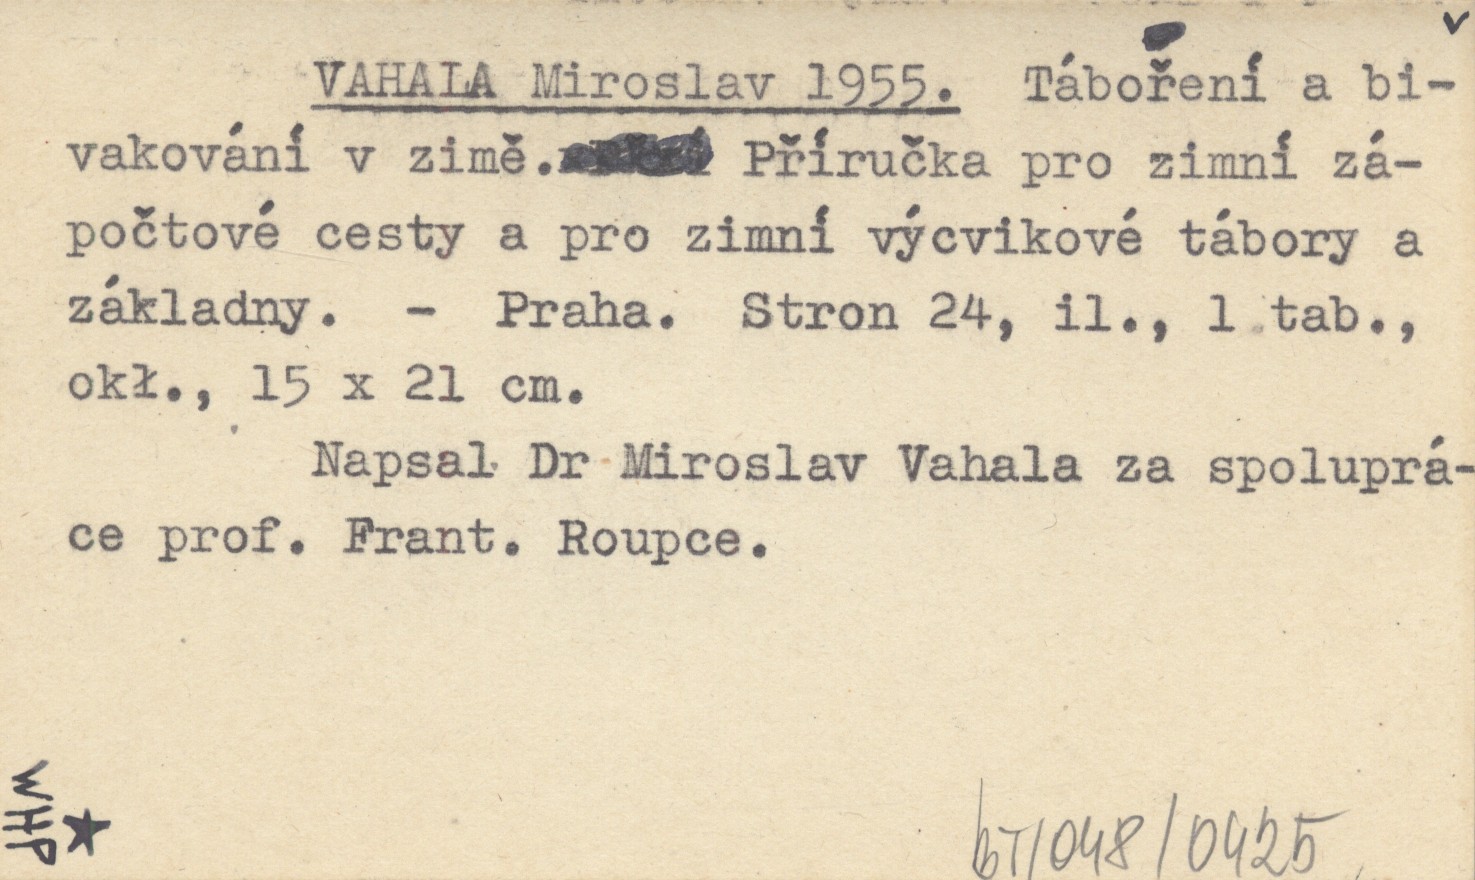 VAHALA Miroslav 1955. Táboření a bi-
vakování v zimě. Příručka pro zimní zá-
počtové cesty a pro zimní výcvikové tábory a
základny. - Praha. Stron 24, il., 1 tab.,
okł., 15 x 21 cm.
Napsal Dr Miroslav Vahala za spoluprá-
ce prof. Frant. Roupce.
WHP
bT/048/0425